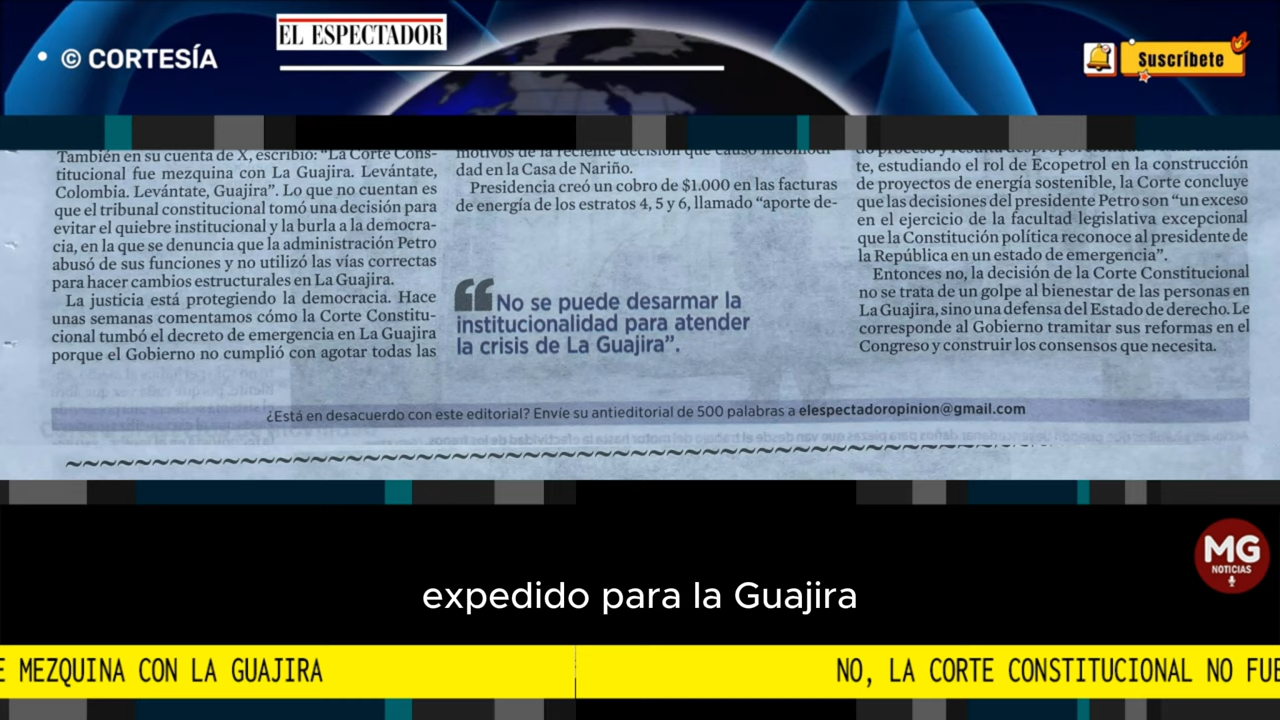 © CORTESÍA
EL ESPECTADOR
Suscríbete
También en su cuenta de X, escribió: “La Corte Cons-
titucional fue mezquina con La Guajira. Levántate,
Colombia. Levántate, Guajira”. Lo que no cuentan es
que el tribunal constitucional tomó una decisión para
evitar el quiebre institucional y la burla a la democra-
cia, en la que se denuncia que la administración Petro
abusó de sus funciones y no utilizó las vías correctas
para hacer cambios estructurales en La Guajira.
La justicia está protegiendo la democracia. Hace
unas semanas comentamos cómo la Corte Constitu-
cional tumbó el decreto de emergencia en La Guajira
porque el Gobierno no cumplió con agotar todas las
motivos de la reciente decisión que causó incomodi-
dad en la Casa de Nariño.
Presidencia creó un cobro de $1.000 en las facturas
de energía de los estratos 4, 5 y 6, llamado “aporte de-
“No se puede desarmar la
institucionalidad para atender
la crisis de La Guajira”.
te, estudiando el rol de Ecopetrol en la construcción
de proyectos de energía sostenible, la Corte concluye
que las decisiones del presidente Petro son “un exceso
en el ejercicio de la facultad legislativa excepcional
que la Constitución política reconoce al presidente de
la República en un estado de emergencia”.
Entonces no, la decisión de la Corte Constitucional
no se trata de un golpe al bienestar de las personas en
La Guajira, sino una defensa del Estado de derecho. Le
corresponde al Gobierno tramitar sus reformas en el
Congreso y construir los consensos que necesita.
¿Está en desacuerdo con este editorial? Envíe su antieditorial de 500 palabras a elespectadoropinion@gmail.com
MG
NOTICIAS
expedido para la Guajira
E MEZQUINA CON LA GUAJIRA
NO, LA CORTE CONSTITUCIONAL NO FUE